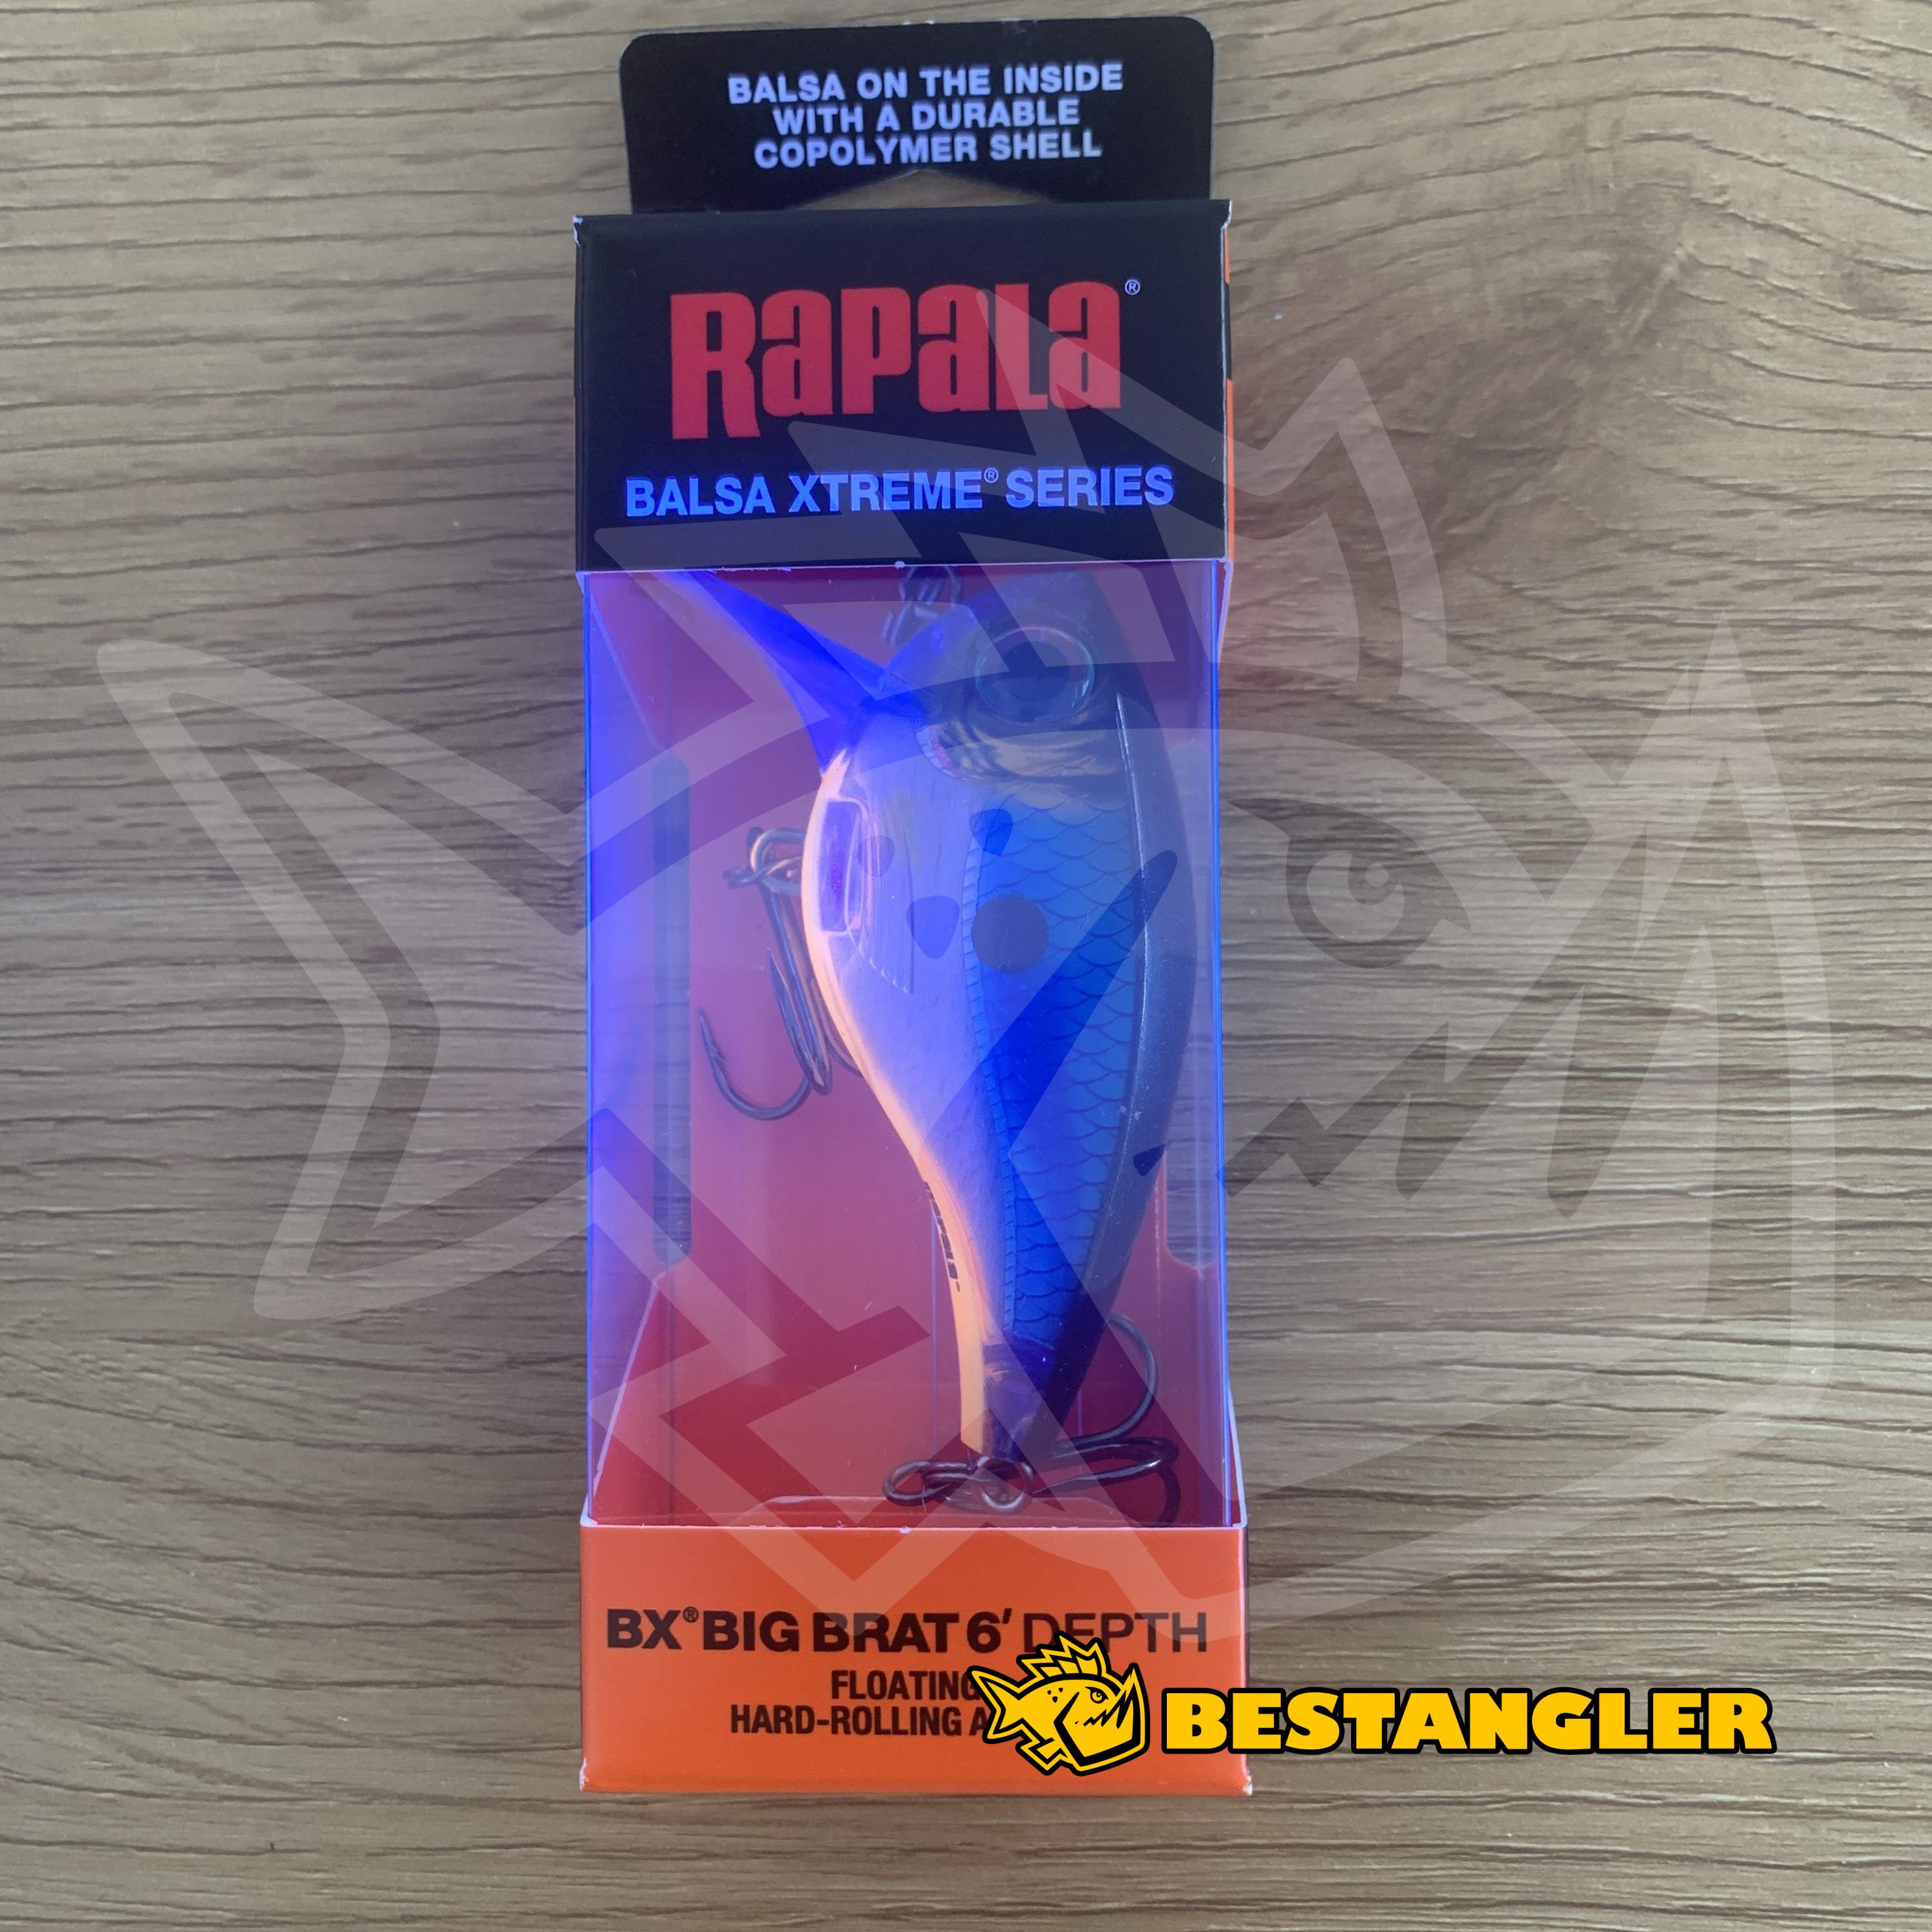 BALSA ON THE INSIDE
WITH A DURABLE
COPOLYMER SHELL
Rapala®
BALSA XTREME® SERIES
Rapala
BX® BIG BRAT 6' DEPTH
FLOATING
HARD-ROLLING
BESTANGLER